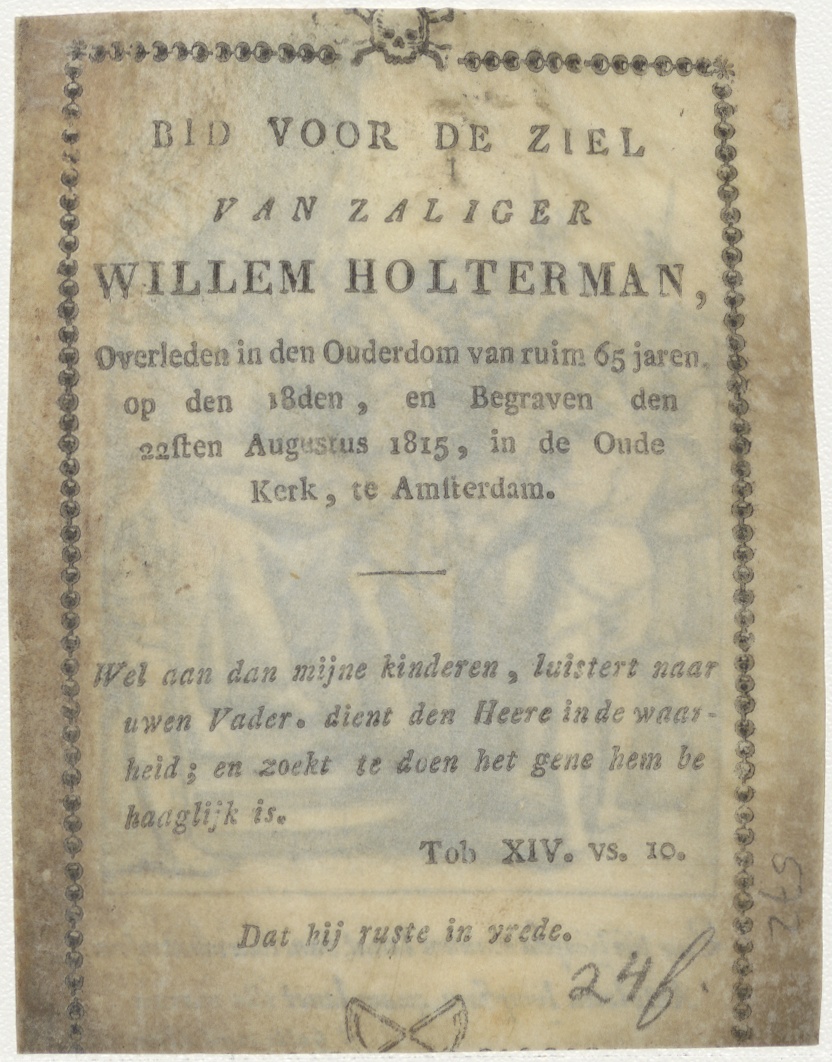 BID VOOR DE ZIEL
VAN ZALIGER
WILLEM HOLTERMAN,
Overleden in den Ouderdom van ruim 65 jaren.
op den 18den, en Begraven den
22ſten Augustus 1815, in de Oude
Kerk, te Amſterdam.
Wel aan dan mijne kinderen, luistert naar
uwen Vader. dient den Heere in de waar-
heid; en zoekt te doen het gene hem be
haaglijk is.
Tob XIV. vs. 10.
Dat hij ruste in vrede.